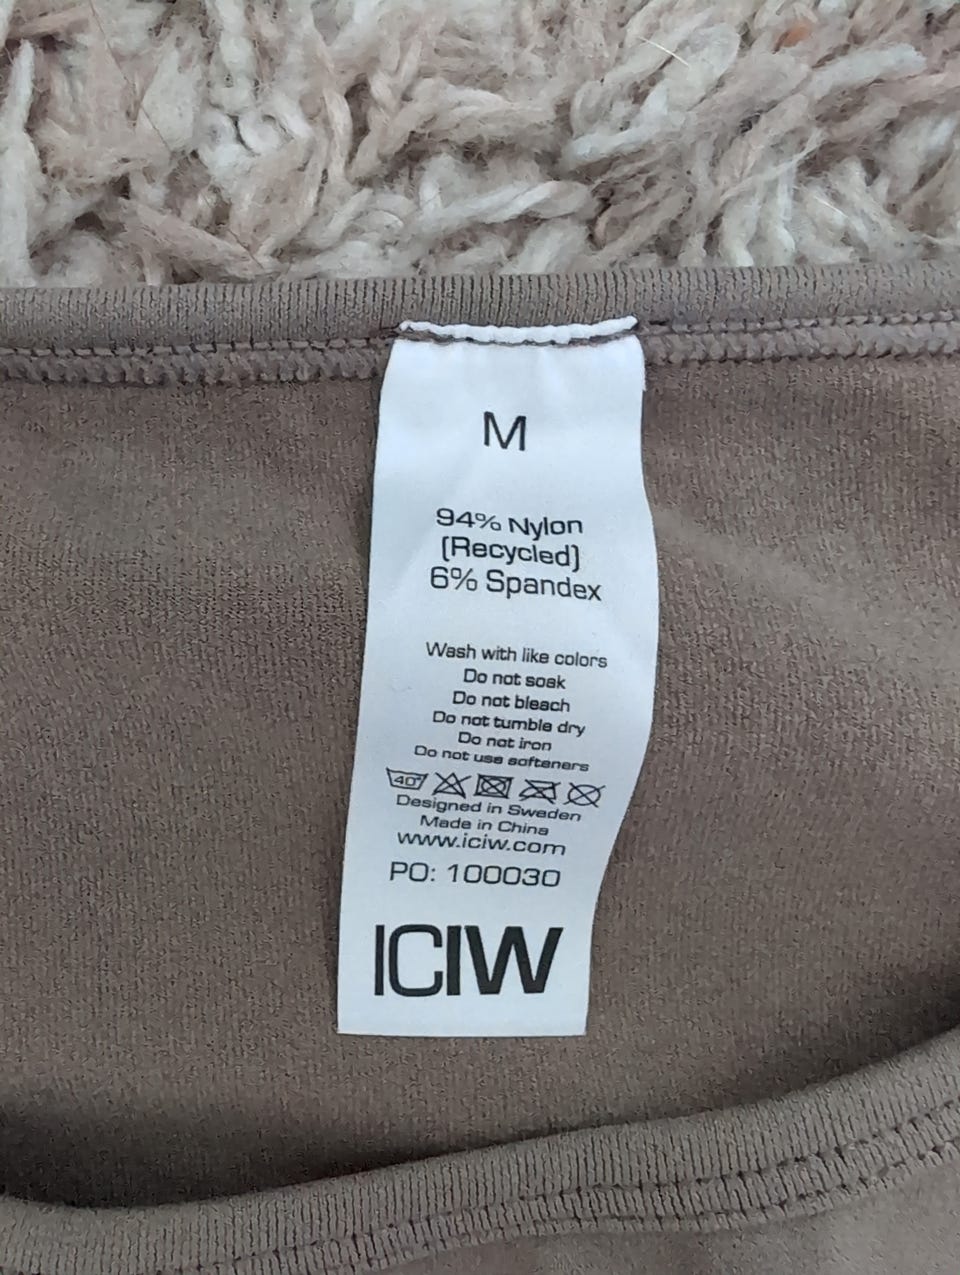 M
94% Nylon
(Recycled)
6% Spandex
Wash with like colors
Do not soak
Do not bleach
Do not tumble dry
Do not iron
Do not use softeners
40°
Designed in Sweden
Made in China
www.iciw.com
PO: 100030
ICIW